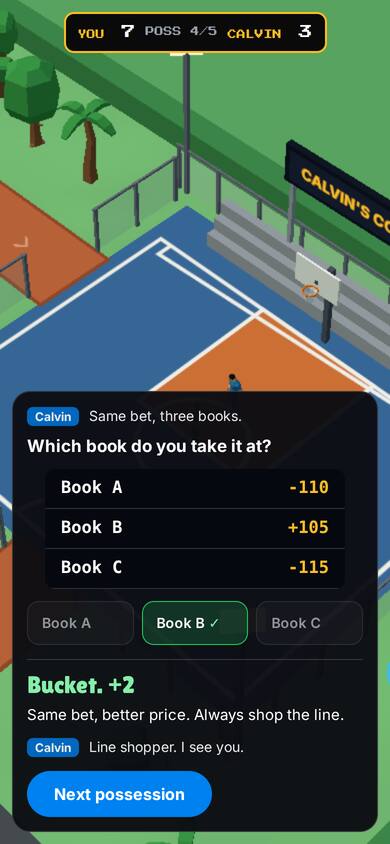 YOU 7 POSS 4/5 CALVIN 3
CALVIN'S CO
Calvin Same bet, three books.
Which book do you take it at?
Book A -110
Book B +105
Book C -115
Book A Book B ✓ Book C
Bucket. +2
Same bet, better price. Always shop the line.
Calvin Line shopper. I see you.
Next possession